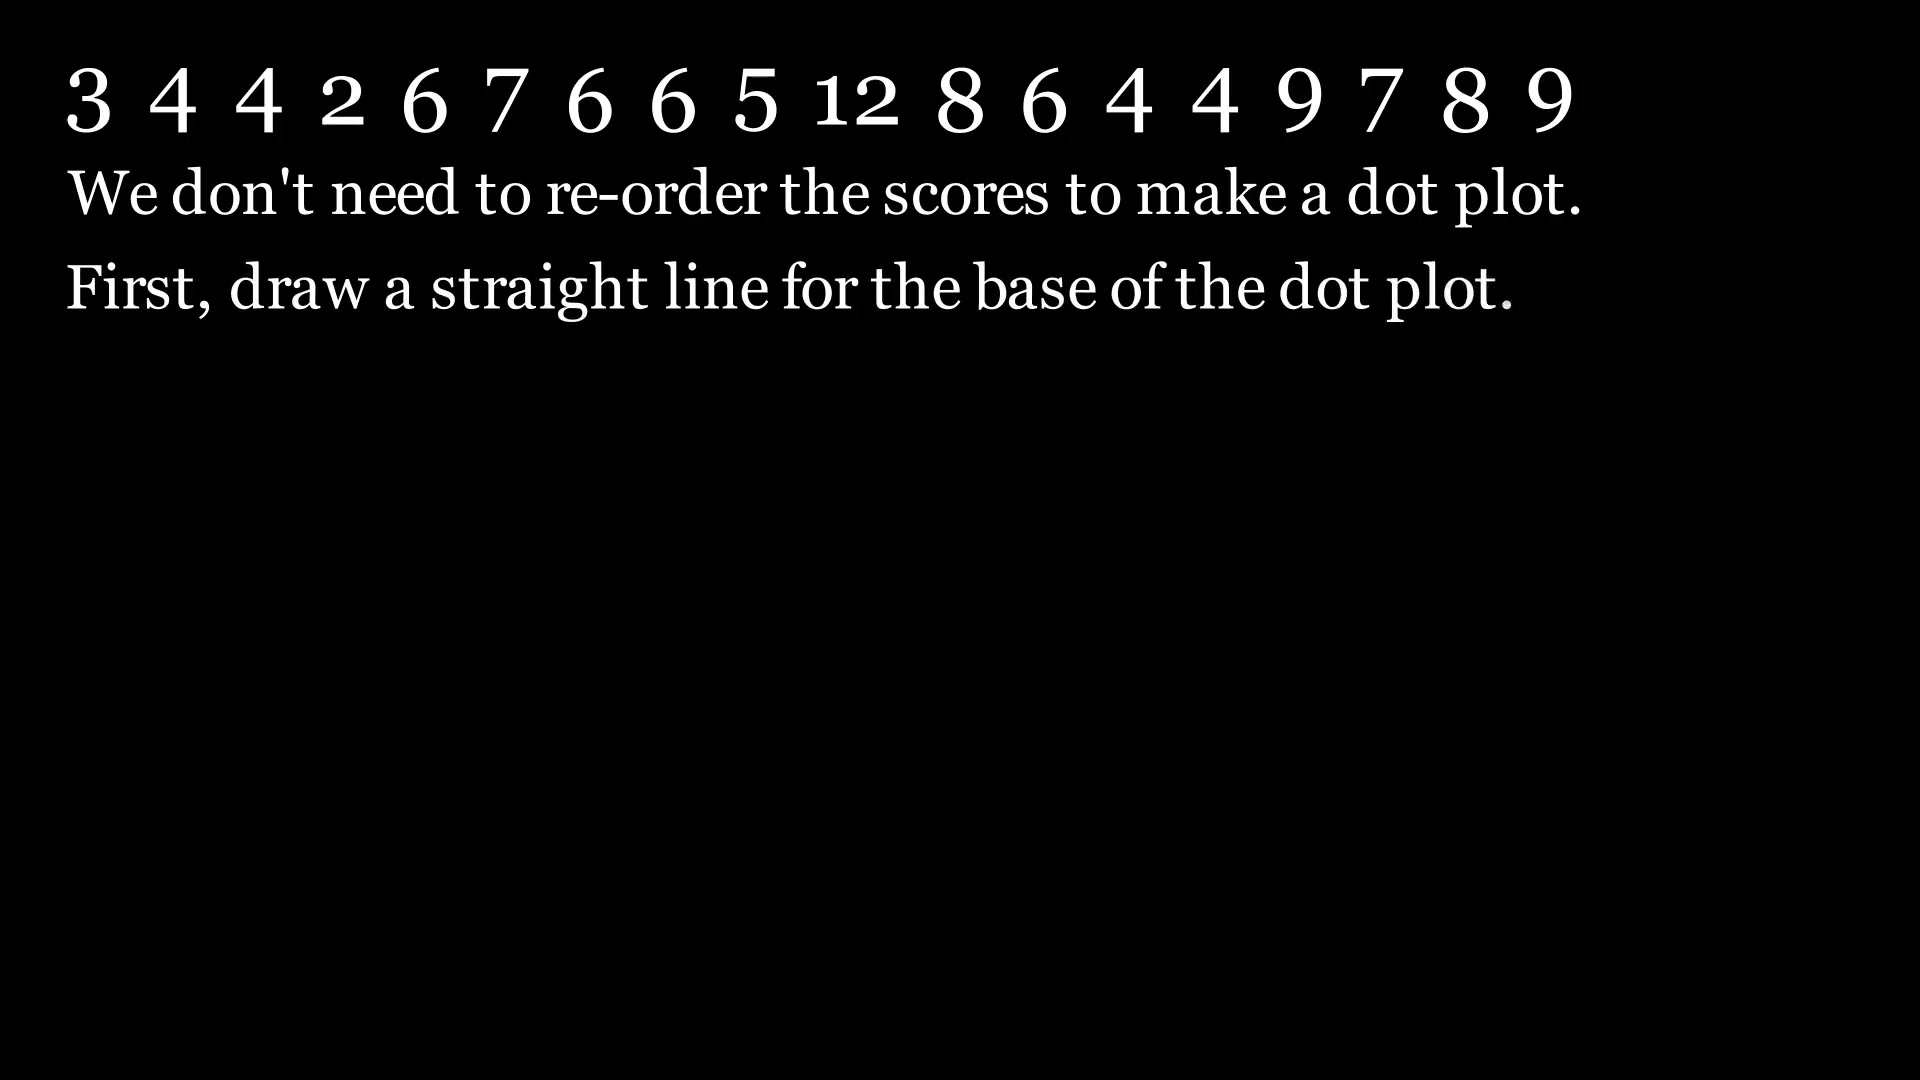 3 4 4 2 6 7 6 6 5 12 8 6 4 4 9 7 8 9
We don't need to re-order the scores to make a dot plot.
First, draw a straight line for the base of the dot plot.